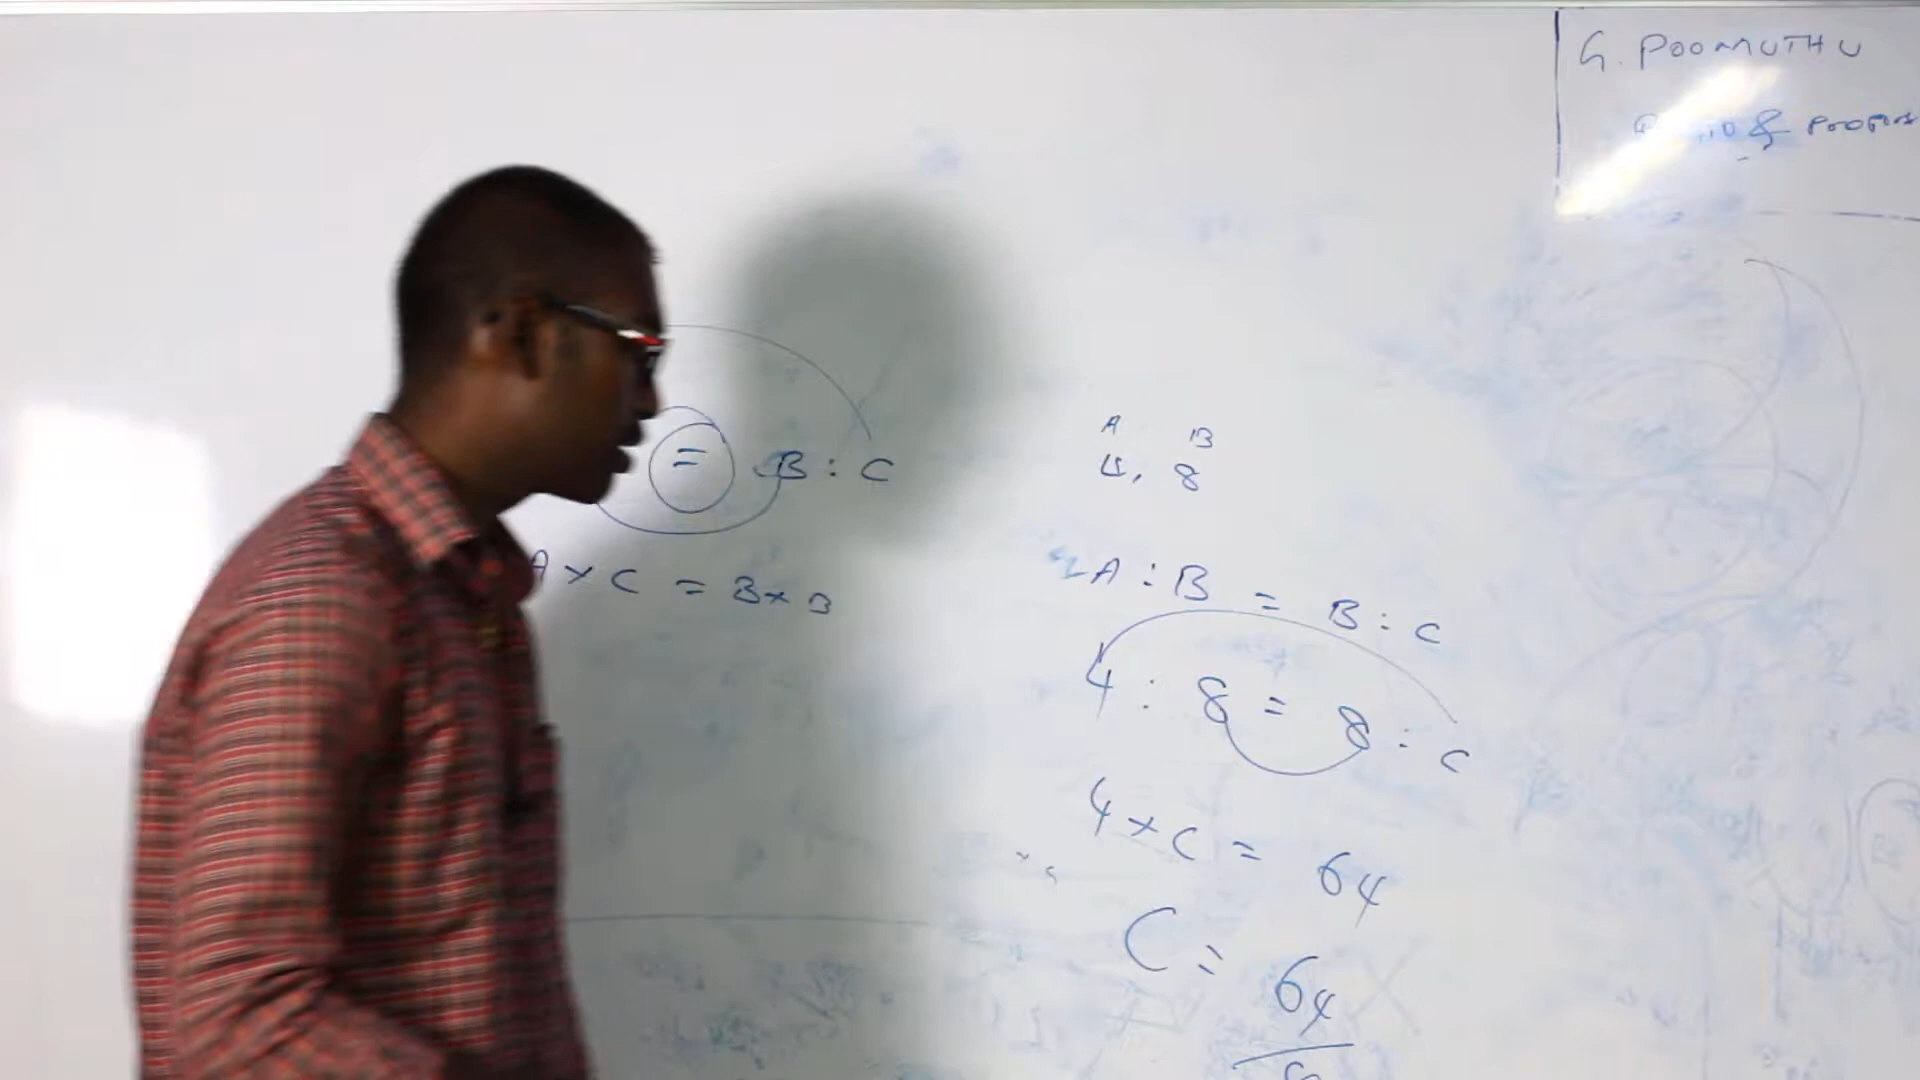 G. POOMUTHU
&
= B : C
A × C = B × B
A B
4, 8
A : B = B : C
4 : 8 = 8 : C
4 × C = 64
C = 64